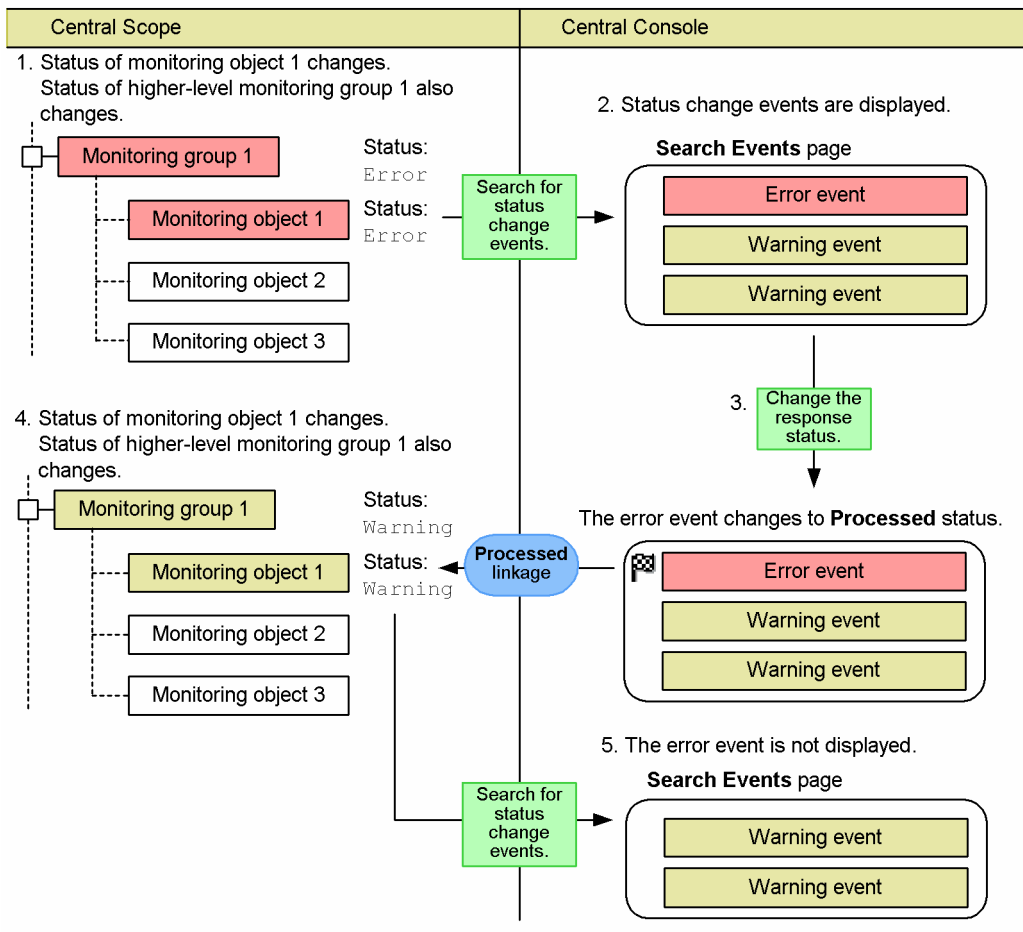 Central Scope
Central Console
1. Status of monitoring object 1 changes.
Status of higher-level monitoring group 1 also
changes.
Monitoring group 1
Status:
Error
Monitoring object 1
Status:
Error
Monitoring object 2
Monitoring object 3
Search for
status
change
events.
2. Status change events are displayed.
Search Events page
Error event
Warning event
Warning event
3.
Change the
response
status.
The error event changes to Processed status.
Error event
Warning event
Warning event
Processed
linkage
4. Status of monitoring object 1 changes.
Status of higher-level monitoring group 1 also
changes.
Monitoring group 1
Status:
Warning
Monitoring object 1
Status:
Warning
Monitoring object 2
Monitoring object 3
Search for
status
change
events.
5. The error event is not displayed.
Search Events page
Warning event
Warning event